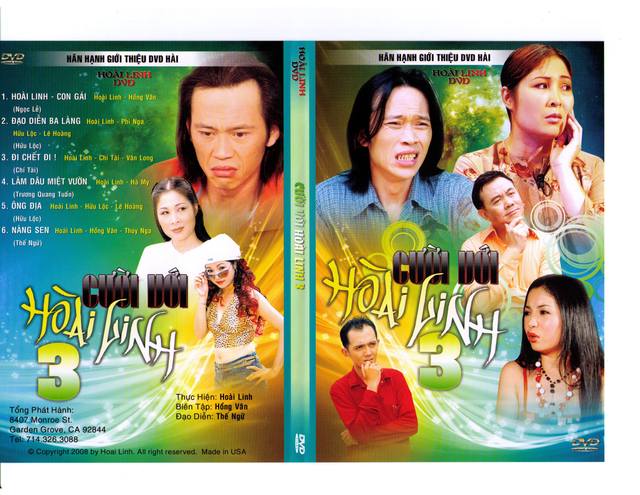 DVD
HÂN HẠNH GIỚI THIỆU DVD HÀI
HOÀI LINH
DVD
1. HOÀI LINH - CON GÁI Hoài Linh - Hồng Vân
(Ngọc Lễ)
2. ĐẠO DIỄN BA LÀNG Hoài Linh - Phi Nga
Hữu Lộc - Lê Hoàng
(Hữu Lộc)
3. ĐI CHẾT ĐI ! Hoài Linh - Chí Tài - Vân Long
(Chí Tài)
4. LÀM DÂU MIỆT VƯỜN Hoài Linh - Hà My
(Trương Quang Tuấn)
5. ÔNG ĐỊA Hoài Linh - Hữu Lộc - Lê Hoàng
(Hữu Lộc)
6. NÀNG SEN Hoài Linh - Hồng Vân - Thúy Nga
(Thế Ngữ)
CƯỜI VỚI
HOÀI LINH
3
Thực Hiện: Hoài Linh
Biên Tập: Hồng Vân
Đạo Diễn: Thế Ngữ
Tổng Phát Hành:
8407 Monroe St.
Garden Grove, CA 92844
Tel: 714.326.3088
© Copyright 2008 by Hoai Linh. All right reserved. Made in USA
HOÀI LINH
DVD
CƯỜI VỚI HOÀI LINH 3
DVD
HÂN HẠNH GIỚI THIỆU DVD HÀI
HOÀI LINH
DVD
CƯỜI VỚI
HOÀI LINH
3
DVD